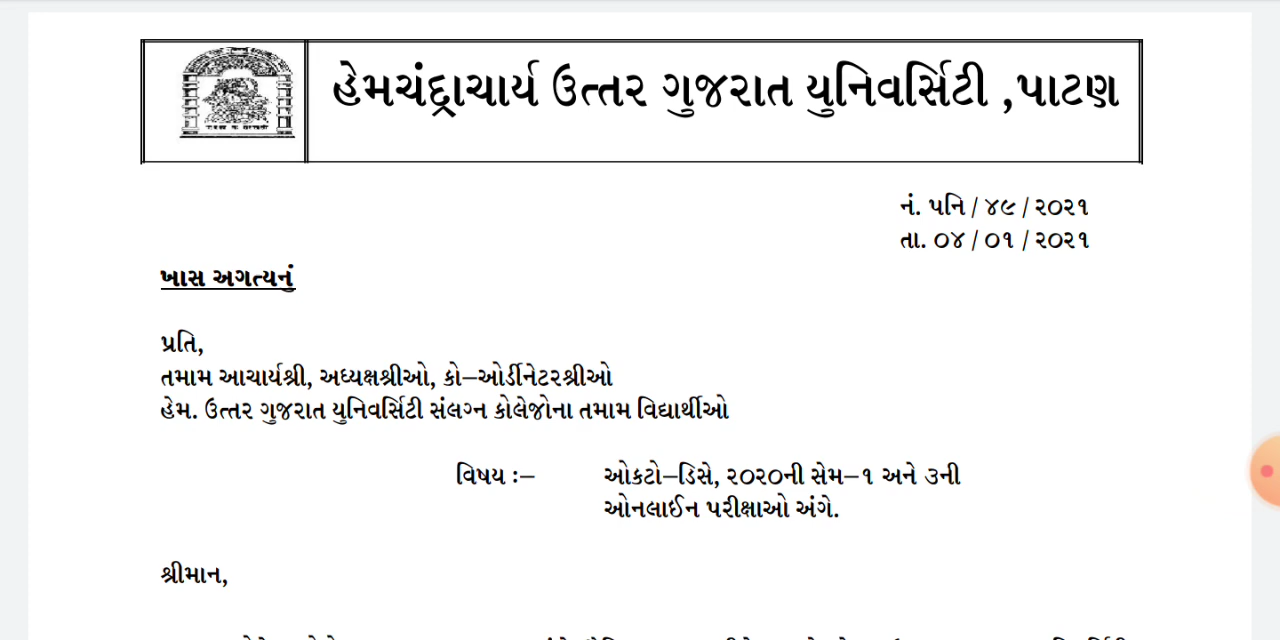 હેમચંદ્રાચાર્ય ઉત્તર ગુજરાત યુનિવર્સિટી ,પાટણ
નં. પનિ / ૪૯ / ૨૦૨૧
તા. ૦૪ / ૦૧ / ૨૦૨૧
ખાસ અગત્યનું
પ્રતિ,
તમામ આચાર્યશ્રી, અધ્યક્ષશ્રીઓ, કો–ઓર્ડીનેટરશ્રીઓ
હેમ. ઉત્તર ગુજરાત યુનિવર્સિટી સંલગ્ન કોલેજોના તમામ વિદ્યાર્થીઓ
વિષય :– ઓકટો–ડિસે, ૨૦૨૦ની સેમ–૧ અને ૩ની
ઓનલાઈન પરીક્ષાઓ અંગે.
શ્રીમાન,